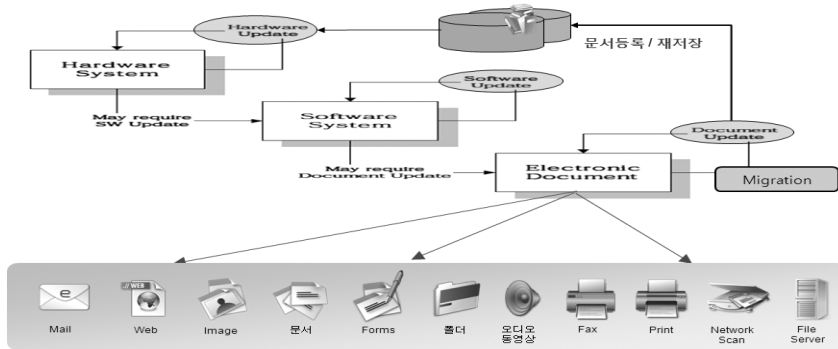 Hardware
Update
문서등록 / 재저장
Hardware
System
Software
Update
May require
SW Update
Software
System
Document
Update
May require
Document Update
Electronic
Document
Migration
// WEB
e
Mail
Web
Image
문서
Forms
폴더
오디오
동영상
Fax
Print
Network
Scan
File
Server